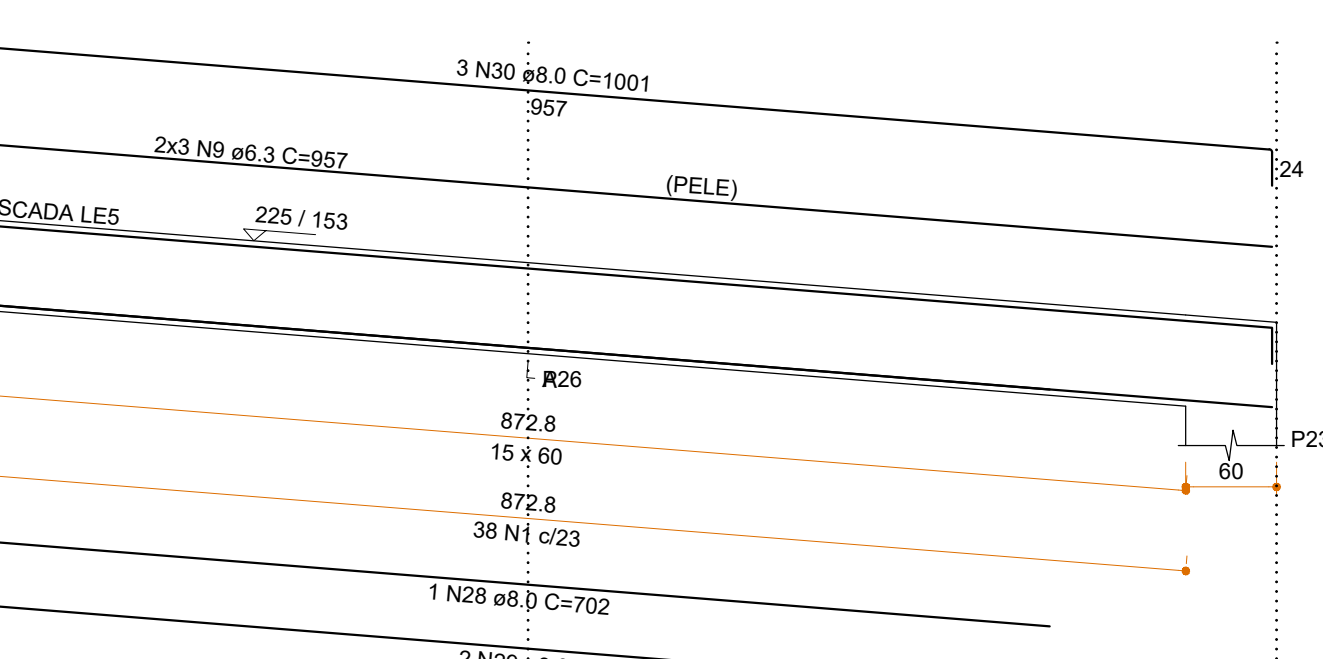 3 N30 ø8.0 C=1001
957
2x3 N9 ø6.3 C=957
(PELE)
24
SCADA LE5
225 / 153
P26
872.8
15 x 60
P23
60
872.8
38 N1 c/23
1 N28 ø8.0 C=702